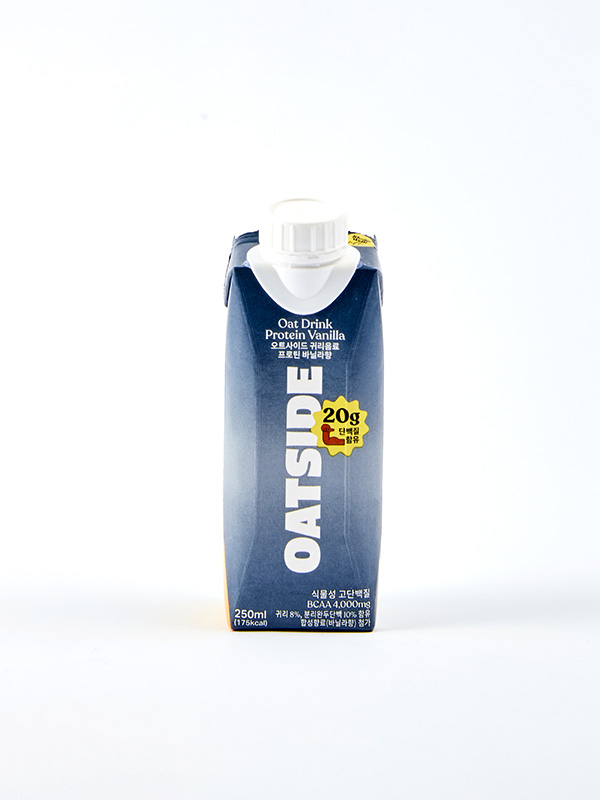 Oat Drink
Protein Vanilla
오트사이드 귀리음료
프로틴 바닐라향
OATSIDE
20g
단백질
함유
식물성 고단백질
BCAA 4,000mg
귀리 8%, 분리완두단백 10% 함유
합성향료(바닐라향) 첨가
250ml
(175kcal)